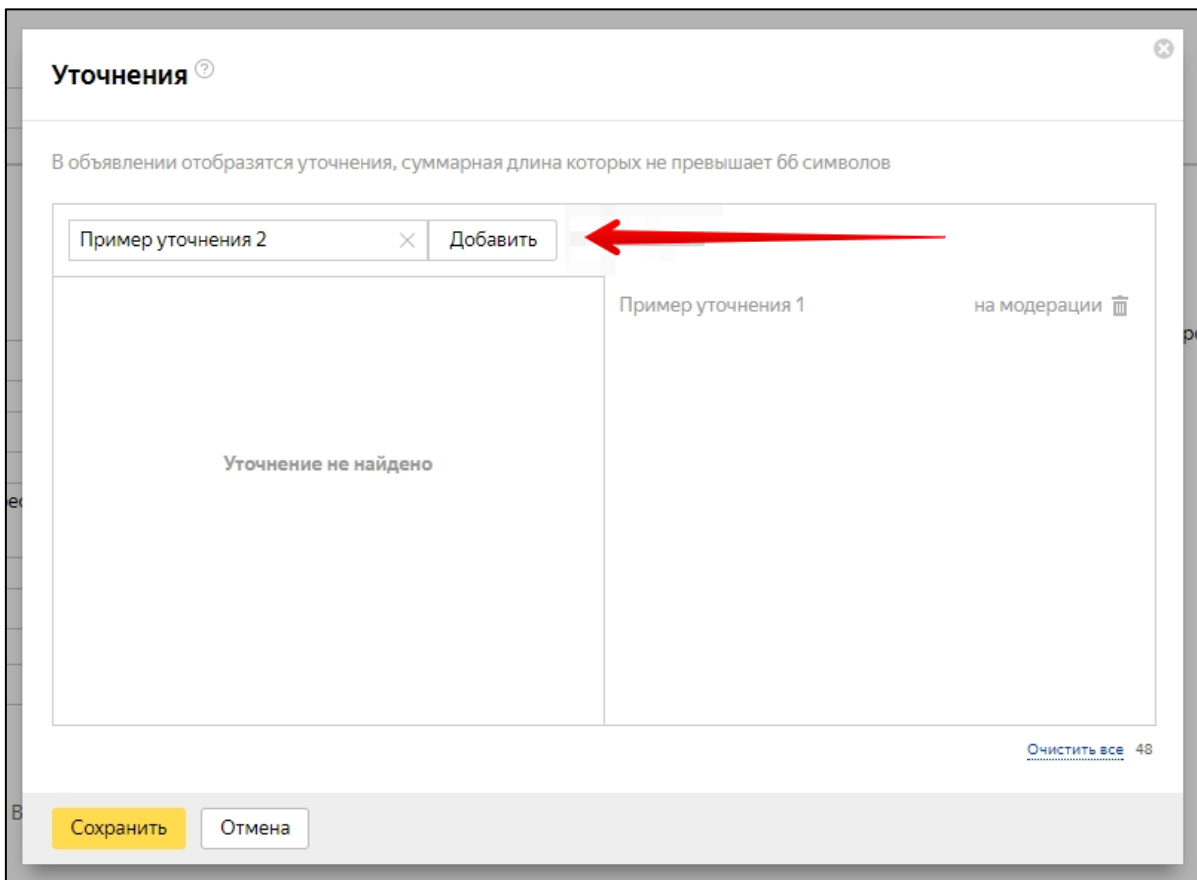 Уточнения ?
В объявлении отобразятся уточнения, суммарная длина которых не превышает 66 символов
Пример уточнения 2 Добавить
Пример уточнения 1 на модерации
Уточнение не найдено
Очистить все 48
В
Сохранить Отмена